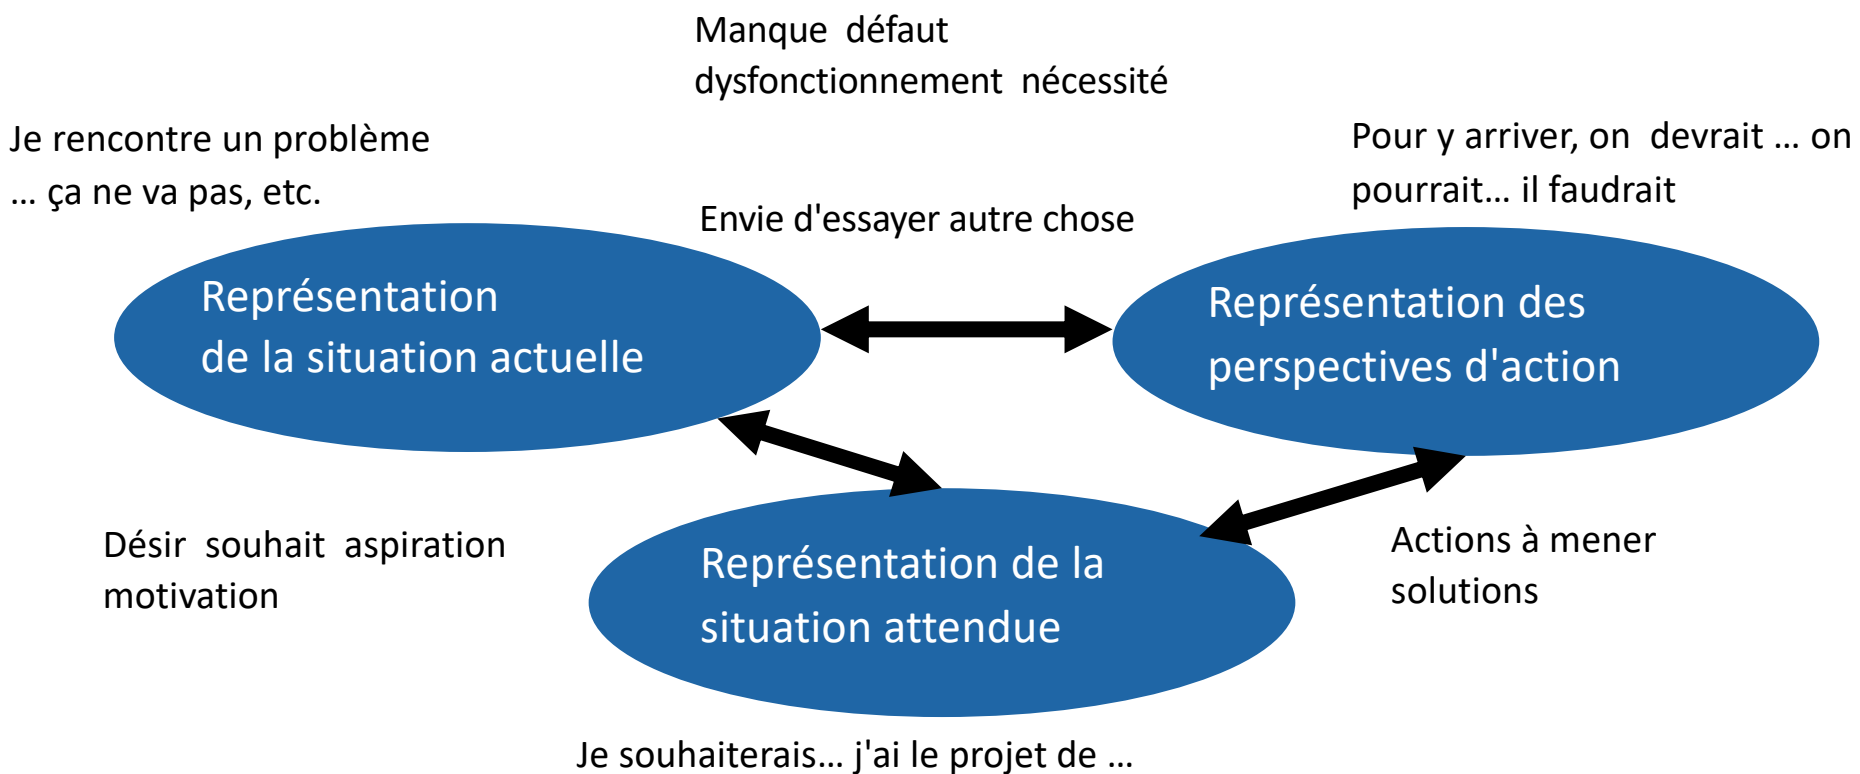 Manque défaut
dysfonctionnement nécessité
Je rencontre un problème
… ça ne va pas, etc.
Pour y arriver, on devrait … on
pourrait… il faudrait
Envie d'essayer autre chose
Représentation
de la situation actuelle
Représentation des
perspectives d'action
Désir souhait aspiration
motivation
Représentation de la
situation attendue
Actions à mener
solutions
Je souhaiterais… j'ai le projet de …